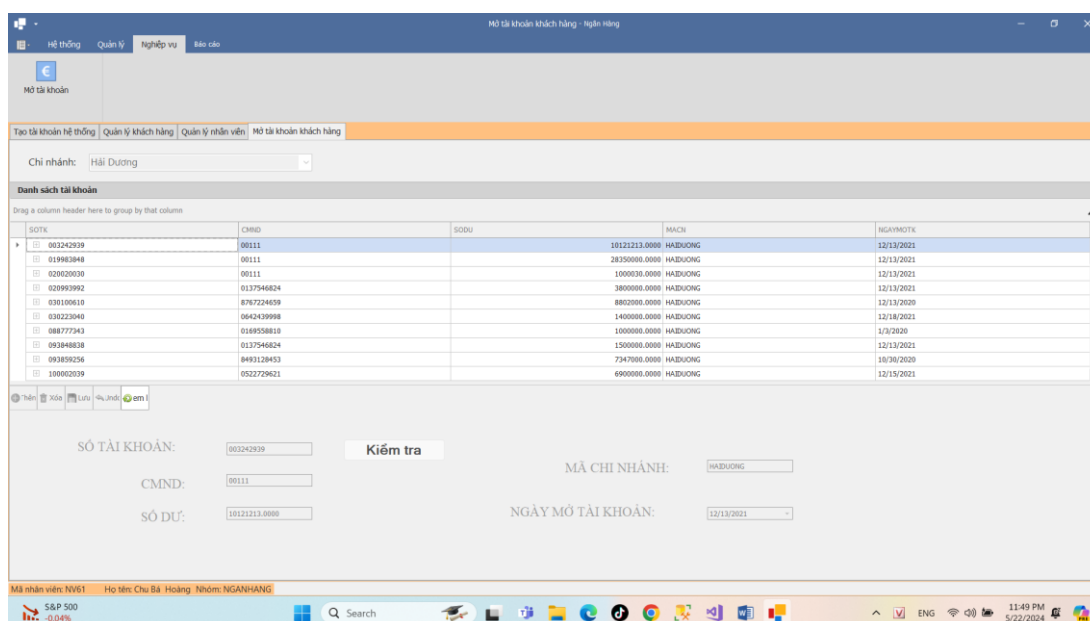 Mở tài khoản khách hàng - Ngân Hàng
Hệ thống Quản lý Nghiệp vụ Báo cáo
Mở tài khoản
Tạo tài khoản hệ thống Quản lý khách hàng Quản lý nhân viên Mở tài khoản khách hàng
Chi nhánh: Hải Dương
Danh sách tài khoản
Drag a column header here to group by that column
SOTK CMND SODU MACN NGAYMOTK
003242939 00111 10121213.0000 HAIDUONG 12/13/2021
019983848 00111 28350000.0000 HAIDUONG 12/13/2021
020020030 00111 1000030.0000 HAIDUONG 12/13/2021
020993992 0137546824 3800000.0000 HAIDUONG 12/13/2021
030100610 8767224659 8802000.0000 HAIDUONG 12/13/2020
030223040 0642439998 1400000.0000 HAIDUONG 12/18/2021
088777343 0169558810 1000000.0000 HAIDUONG 1/3/2020
093848838 0137546824 1500000.0000 HAIDUONG 12/13/2021
093859256 8493128453 7347000.0000 HAIDUONG 10/30/2020
100002039 0522729621 6900000.0000 HAIDUONG 12/15/2021
Xóa Lưu
SỐ TÀI KHOẢN: 003242939 Kiểm tra
MÃ CHI NHÁNH: HAIDUONG
CMND: 00111
SỐ DƯ: 10121213.0000 NGÀY MỞ TÀI KHOẢN: 12/13/2021
Mã nhân viên: NV61 Họ tên: Chu Bá Hoàng Nhóm: NGANHANG
S&P 500
-0.04%
Search
ENG
11:49 PM
5/22/2024